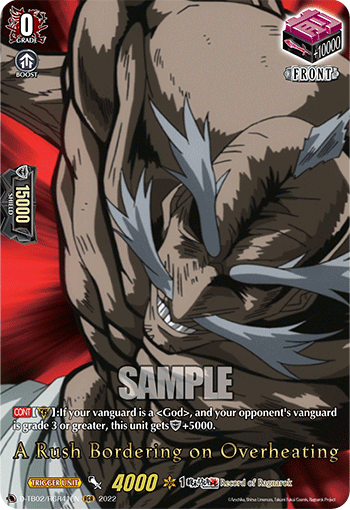 0
GRADE
BOOST
+10000
FRONT
15000
SHIELD
SAMPLE
CONT【 】:If your vanguard is a <God>, and your opponent's vanguard
is grade 3 or greater, this unit gets +5000.
A Rush Bordering on Overheating
TRIGGER UNIT
4000 1 Record of Ragnarok
2022